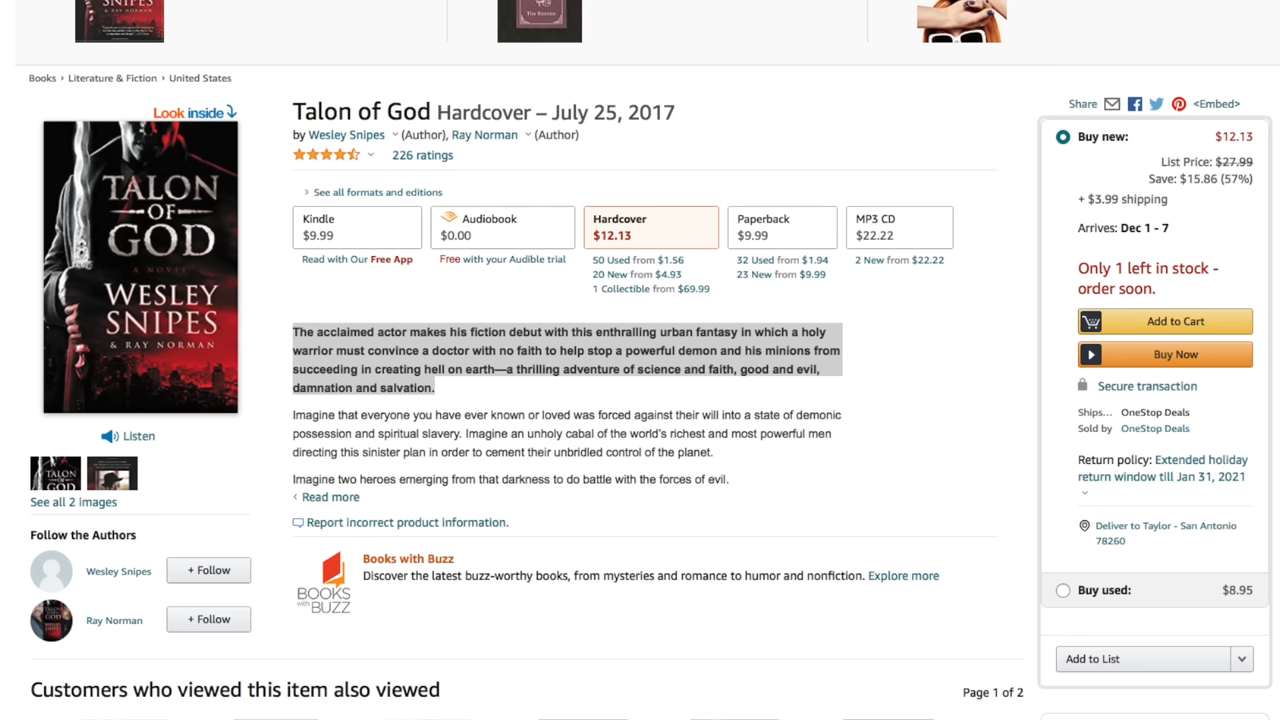 & RAY NORMAN
Books › Literature & Fiction › United States
Look inside
TALON
OF
GOD
A NOVEL
WESLEY
SNIPES
& RAY NORMAN
Listen
TALON
See all 2 images
Follow the Authors
Wesley Snipes + Follow
Ray Norman + Follow
Talon of God Hardcover – July 25, 2017
by Wesley Snipes (Author), Ray Norman (Author)
226 ratings
› See all formats and editions
Kindle
$9.99
Read with Our Free App
Audiobook
$0.00
Free with your Audible trial
Hardcover
$12.13
50 Used from $1.56
20 New from $4.93
1 Collectible from $69.99
Paperback
$9.99
32 Used from $1.94
23 New from $9.99
MP3 CD
$22.22
2 New from $22.22
The acclaimed actor makes his fiction debut with this enthralling urban fantasy in which a holy
warrior must convince a doctor with no faith to help stop a powerful demon and his minions from
succeeding in creating hell on earth—a thrilling adventure of science and faith, good and evil,
damnation and salvation.
Imagine that everyone you have ever known or loved was forced against their will into a state of demonic
possession and spiritual slavery. Imagine an unholy cabal of the world's richest and most powerful men
directing this sinister plan in order to cement their unbridled control of the planet.
Imagine two heroes emerging from that darkness to do battle with the forces of evil.
‹ Read more
Report incorrect product information.
BOOKS
with BUZZ
Books with Buzz
Discover the latest buzz-worthy books, from mysteries and romance to humor and nonfiction. Explore more
Share <Embed>
Buy new: $12.13
List Price: $27.99
Save: $15.86 (57%)
+ $3.99 shipping
Arrives: Dec 1 - 7
Only 1 left in stock -
order soon.
Add to Cart
Buy Now
Secure transaction
Ships... OneStop Deals
Sold by OneStop Deals
Return policy: Extended holiday
return window till Jan 31, 2021
Deliver to Taylor - San Antonio
78260
Buy used: $8.95
Add to List
Customers who viewed this item also viewed
Page 1 of 2